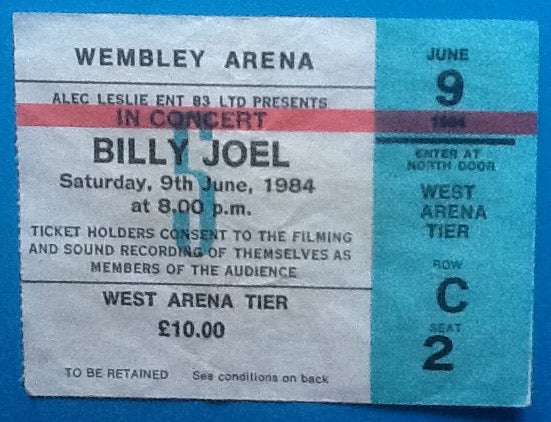 WEMBLEY ARENA
ALEC LESLIE ENT 83 LTD PRESENTS
IN CONCERT
BILLY JOEL
Saturday, 9th June, 1984
at 8.00 p.m.
5
TICKET HOLDERS CONSENT TO THE FILMING
AND SOUND RECORDING OF THEMSELVES AS
MEMBERS OF THE AUDIENCE
WEST ARENA TIER
£10.00
TO BE RETAINED See conditions on back
JUNE
9
1984
ENTER AT
NORTH DOOR
WEST
ARENA
TIER
ROW
C
SEAT
2